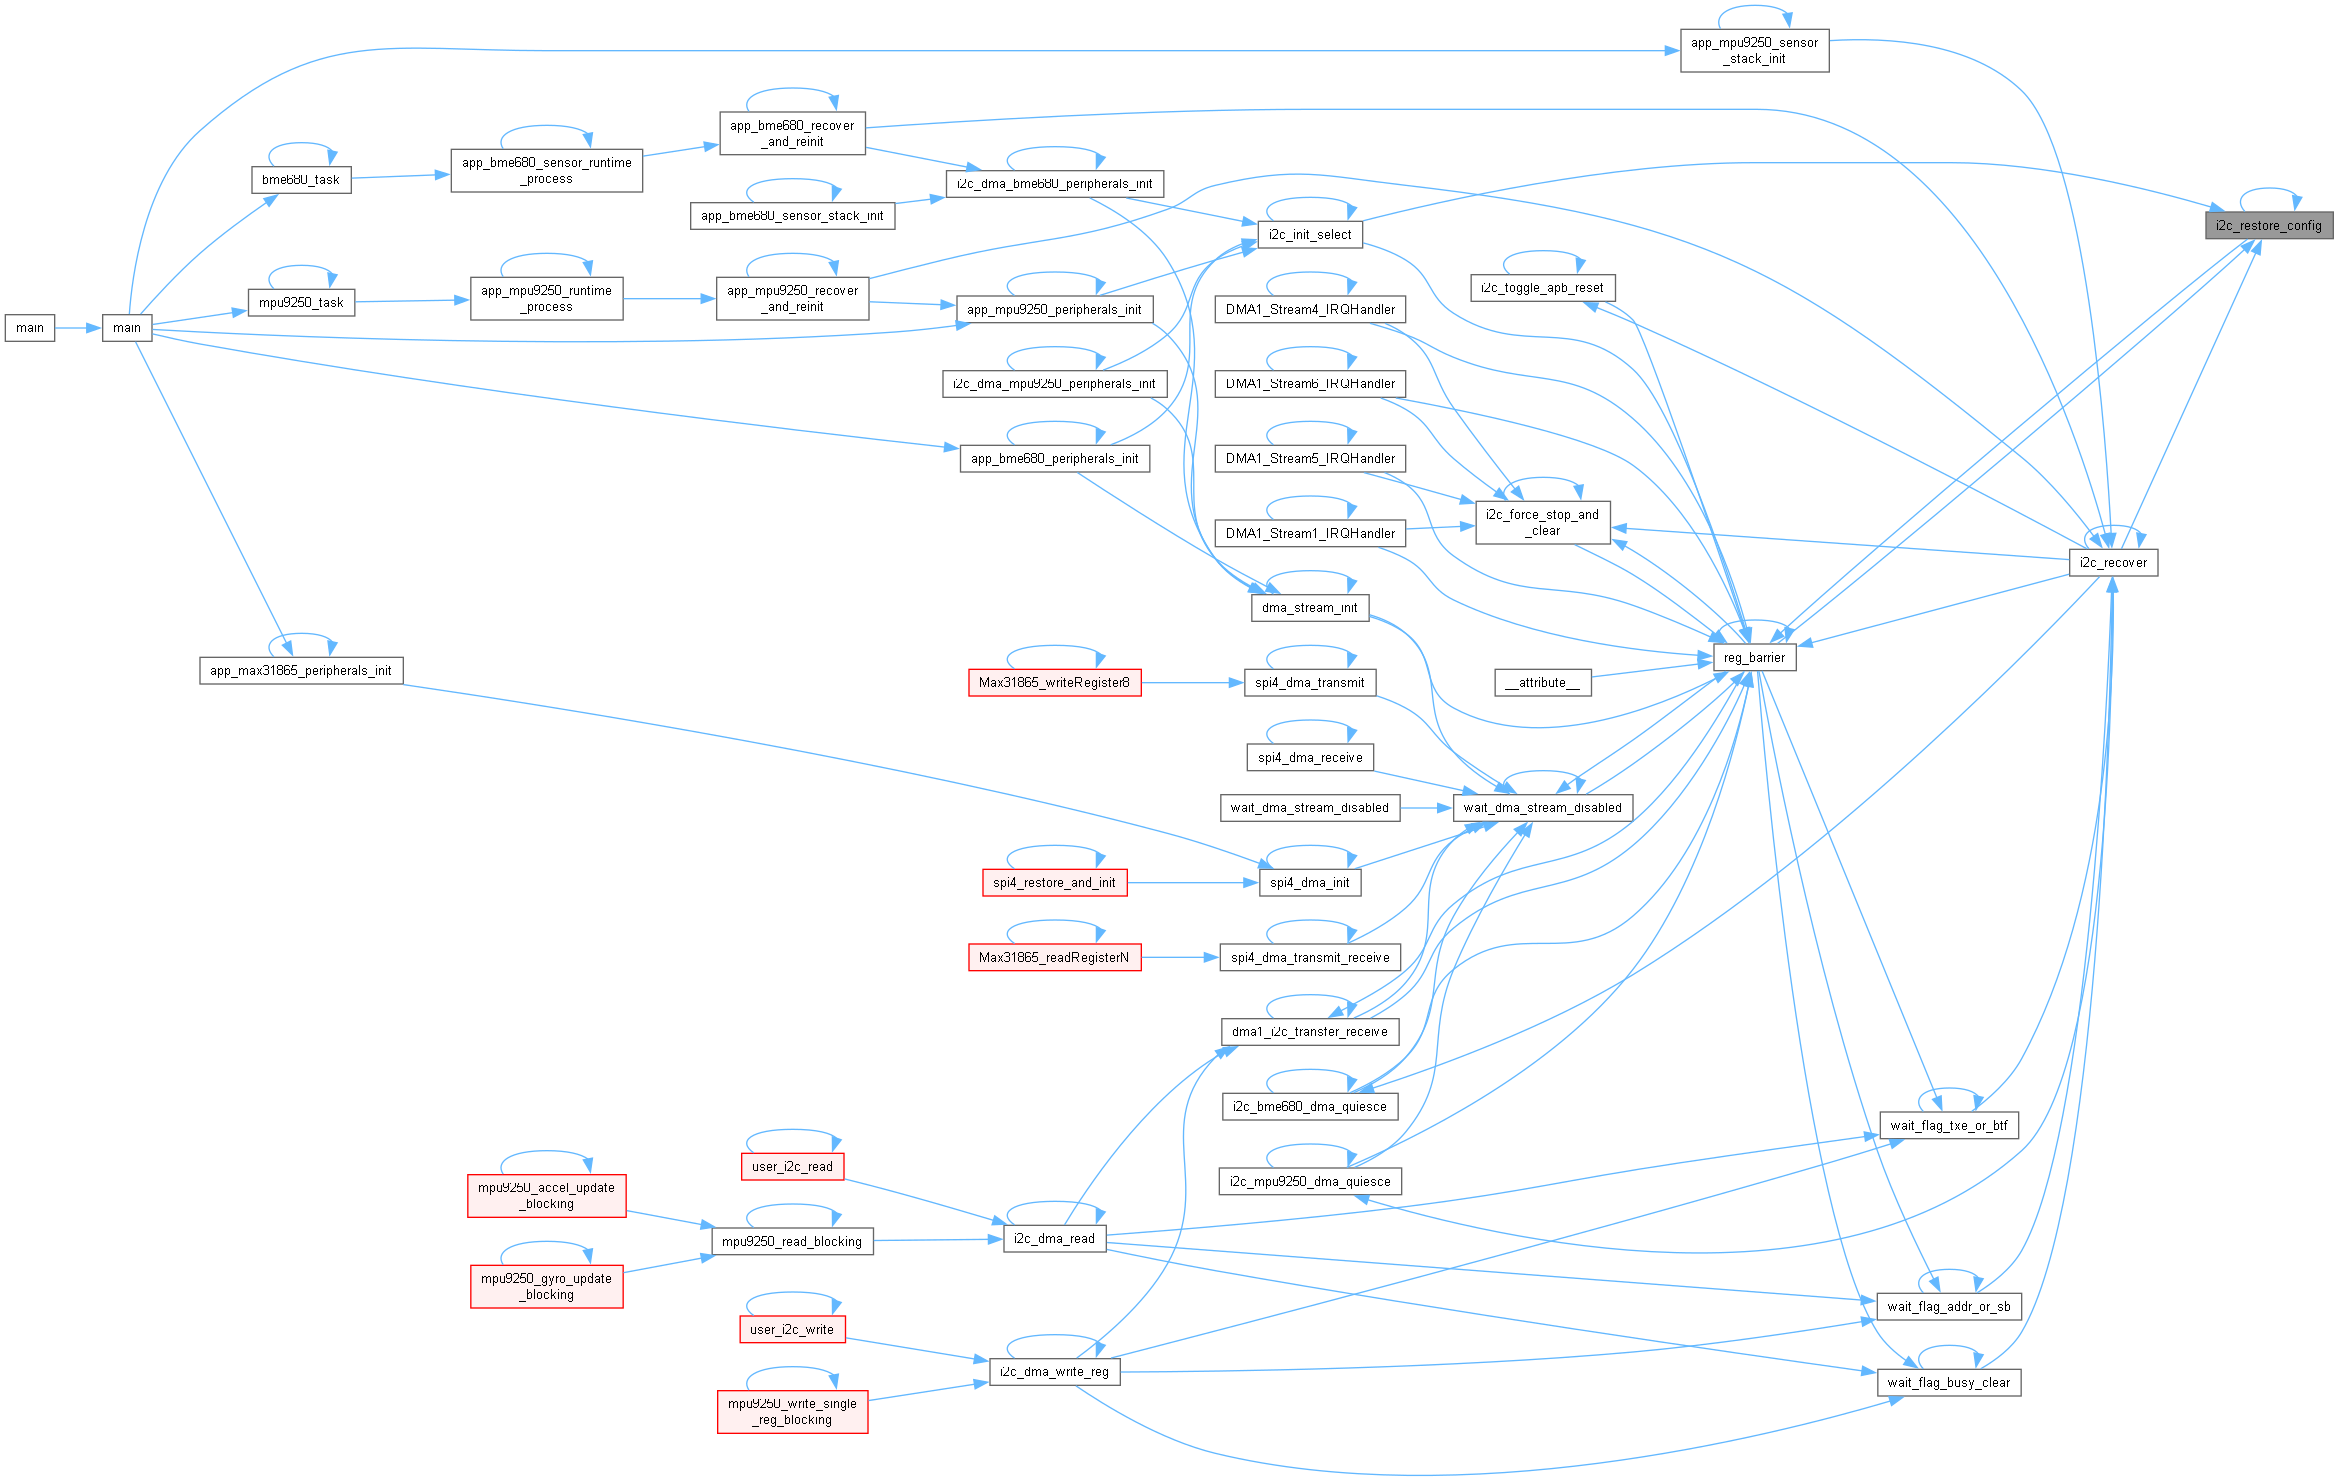 app_mpu9250_sensor
_stack_init
app_bme680_recover
_and_reinit
app_bme680_sensor_runtime
_process
bme680_task
i2c_dma_bme680_peripherals_init
app_bme680_sensor_stack_init
i2c_init_select
i2c_restore_config
mpu9250_task
app_mpu9250_runtime
_process
app_mpu9250_recover
_and_reinit
app_mpu9250_peripherals_init
DMA1_Stream4_IRQHandler
i2c_toggle_apb_reset
main
main
i2c_dma_mpu9250_peripherals_init
DMA1_Stream6_IRQHandler
app_bme680_peripherals_init
DMA1_Stream5_IRQHandler
DMA1_Stream1_IRQHandler
i2c_force_stop_and
_clear
i2c_recover
dma_stream_init
app_max31865_peripherals_init
Max31865_writeRegister8
spi4_dma_transmit
__attribute__
reg_barrier
spi4_dma_receive
wait_dma_stream_disabled
wait_dma_stream_disabled
spi4_restore_and_init
spi4_dma_init
Max31865_readRegisterN
spi4_dma_transmit_receive
dma1_i2c_transfer_receive
i2c_bme680_dma_quiesce
wait_flag_txe_or_btf
user_i2c_read
mpu9250_accel_update
_blocking
i2c_mpu9250_dma_quiesce
mpu9250_read_blocking
i2c_dma_read
mpu9250_gyro_update
_blocking
wait_flag_addr_or_sb
user_i2c_write
i2c_dma_write_reg
wait_flag_busy_clear
mpu9250_write_single
_reg_blocking